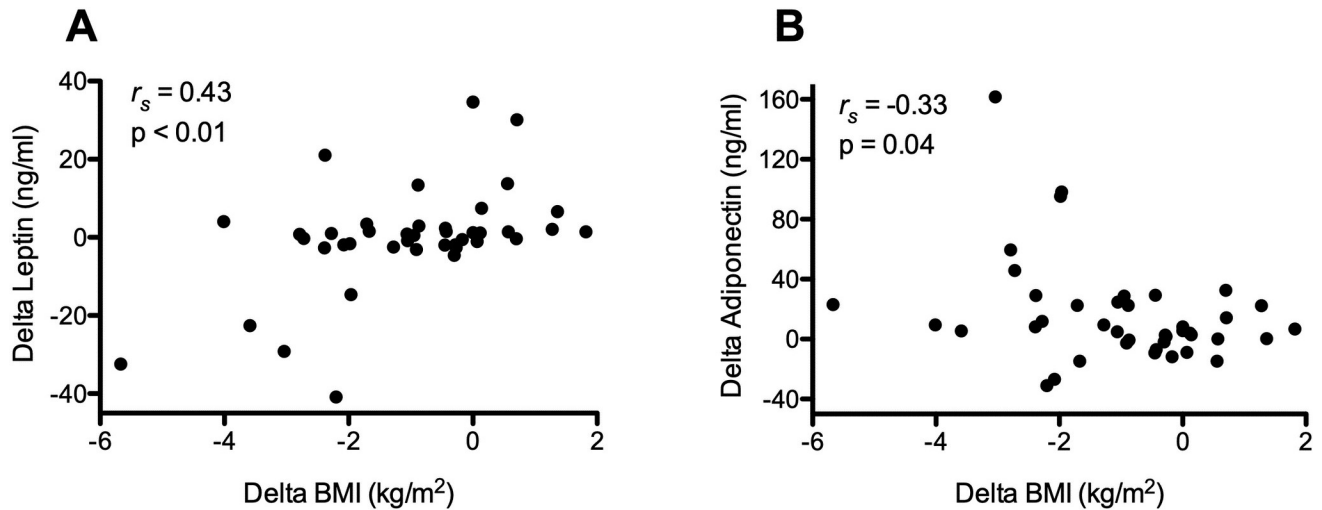 A
40
20
0
-20
-40
Delta Leptin (ng/ml)
r_s = 0.43
p < 0.01
-6 -4 -2 0 2
Delta BMI (kg/m²)
B
160
120
80
40
0
-40
Delta Adiponectin (ng/ml)
r_s = -0.33
p = 0.04
-6 -4 -2 0 2
Delta BMI (kg/m²)